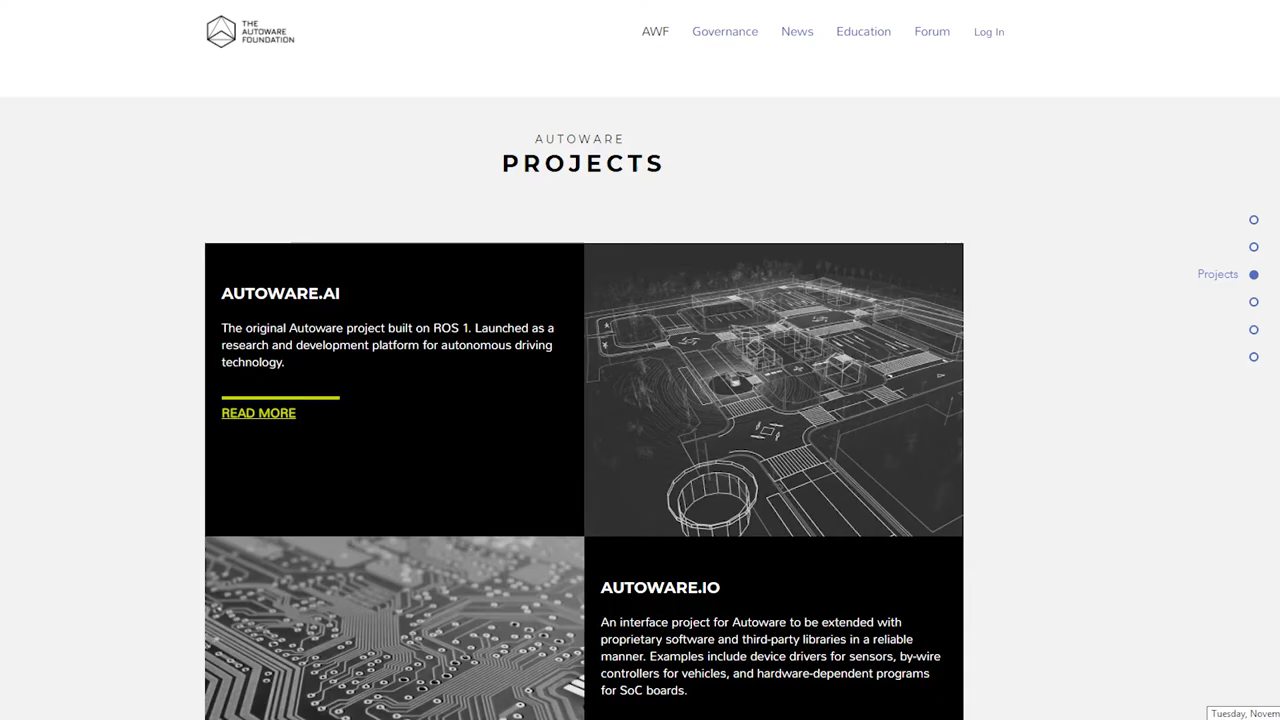 THE
AUTOWARE
FOUNDATION
AWF Governance News Education Forum Log In
AUTOWARE
PROJECTS
Projects
AUTOWARE.AI
The original Autoware project built on ROS 1. Launched as a
research and development platform for autonomous driving
technology.
READ MORE
AUTOWARE.IO
An interface project for Autoware to be extended with
proprietary software and third-party libraries in a reliable
manner. Examples include device drivers for sensors, by-wire
controllers for vehicles, and hardware-dependent programs
for SoC boards.
Tuesday, Novem